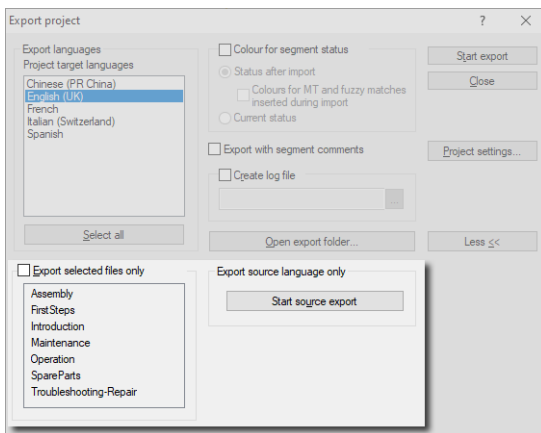 Export project
Export languages
Project target languages
Chinese (PR China)
English (UK)
French
Italian (Switzerland)
Spanish
Select all
Colour for segment status
Status after import
Colours for MT and fuzzy matches
inserted during import
Current status
Export with segment comments
Create log file
...
Open export folder...
Start export
Close
Project settings...
Less <<
Export selected files only
Assembly
FirstSteps
Introduction
Maintenance
Operation
SpareParts
Troubleshooting-Repair
Export source language only
Start source export